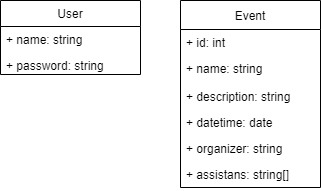 User
+ name: string
+ password: string
Event
+ id: int
+ name: string
+ description: string
+ datetime: date
+ organizer: string
+ assistans: string[]